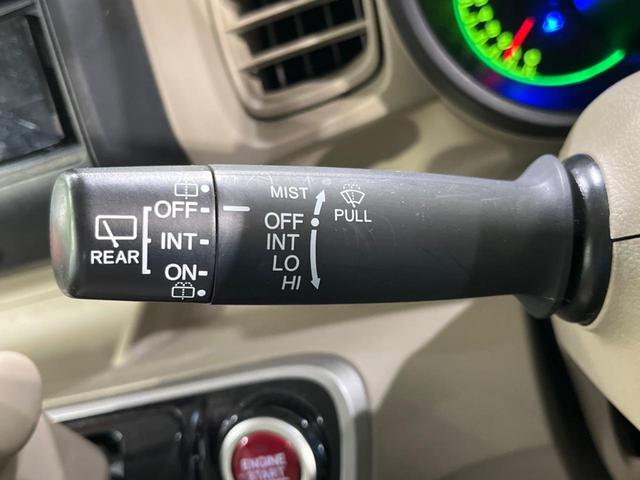 REAR
OFF
INT
ON
MIST
OFF
INT
LO
HI
PULL
ENGINE
START